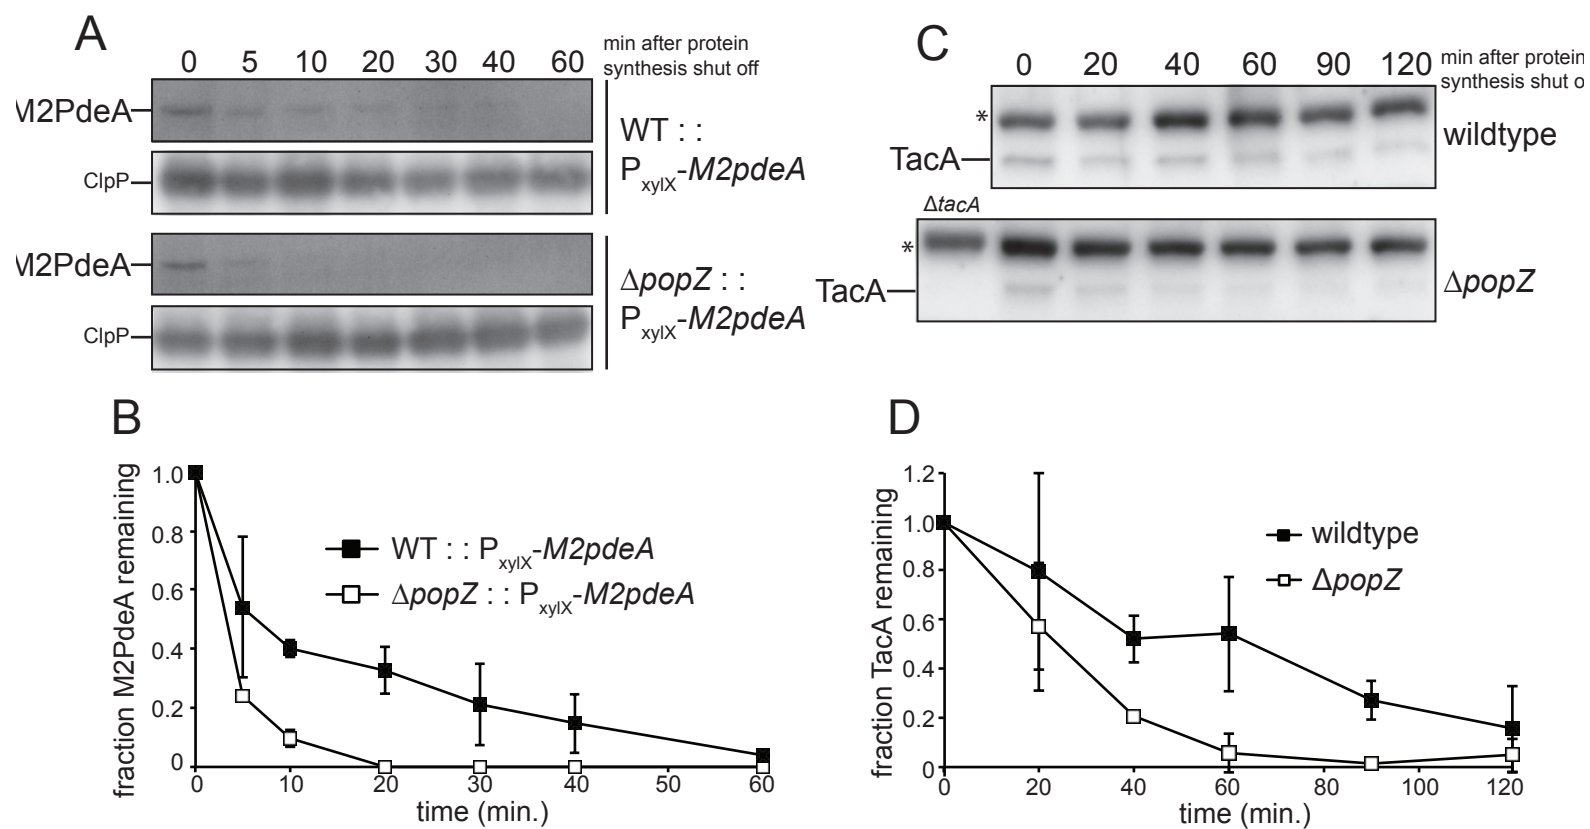 A
0 5 10 20 30 40 60
min after protein
synthesis shut off
M2PdeA
ClpP
WT : :
PxylX-M2pdeA
M2PdeA
ClpP
ΔpopZ : :
PxylX-M2pdeA
C
0 20 40 60 90 120
min after protein
synthesis shut o
*
TacA
wildtype
ΔtacA
*
TacA
ΔpopZ
B
fraction M2PdeA remaining
1.0
0.8
0.6
0.4
0.2
0
0 10 20 30 40 50 60
time (min.)
WT : : PxylX-M2pdeA
ΔpopZ : : PxylX-M2pdeA
D
fraction TacA remaining
1.2
1.0
0.8
0.6
0.4
0.2
0
0 20 40 60 80 100 120
time (min.)
wildtype
ΔpopZ